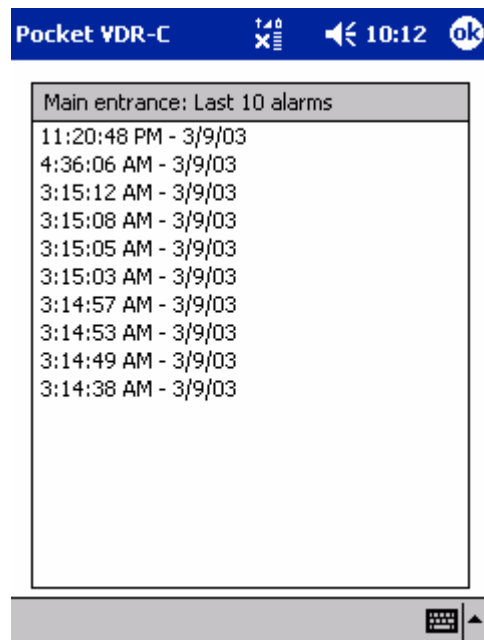 Pocket VDR-C 10:12 ok
Main entrance: Last 10 alarms
11:20:48 PM - 3/9/03
4:36:06 AM - 3/9/03
3:15:12 AM - 3/9/03
3:15:08 AM - 3/9/03
3:15:05 AM - 3/9/03
3:15:03 AM - 3/9/03
3:14:57 AM - 3/9/03
3:14:53 AM - 3/9/03
3:14:49 AM - 3/9/03
3:14:38 AM - 3/9/03